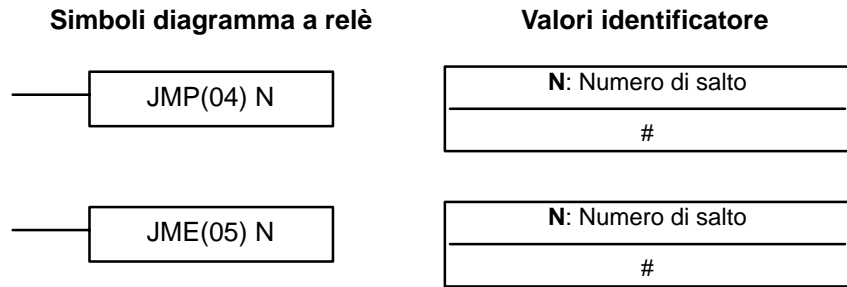 Simboli diagramma a relè
Valori identificatore
JMP(04) N
N: Numero di salto
#
JME(05) N
N: Numero di salto
#